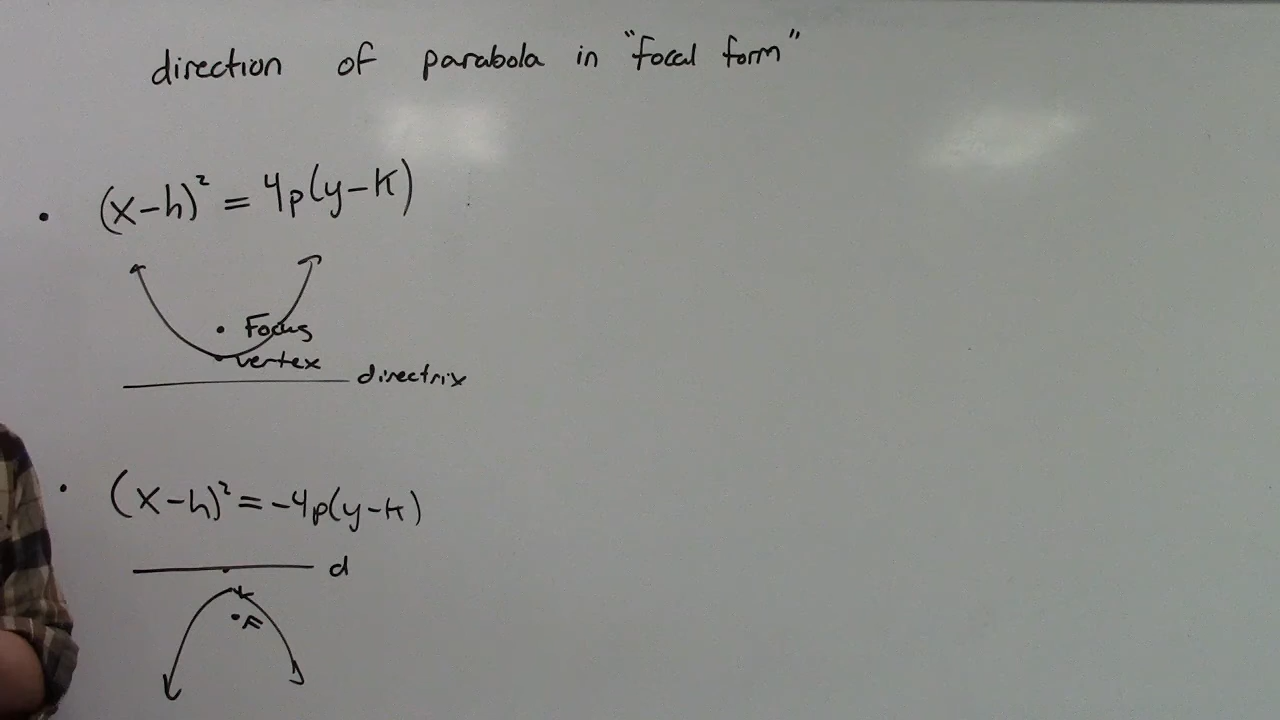 direction of parabola in "focal form"
• (x-h)² = 4p(y-k)
Focus
vertex
directrix
• (x-h)² = -4p(y-k)
d
F